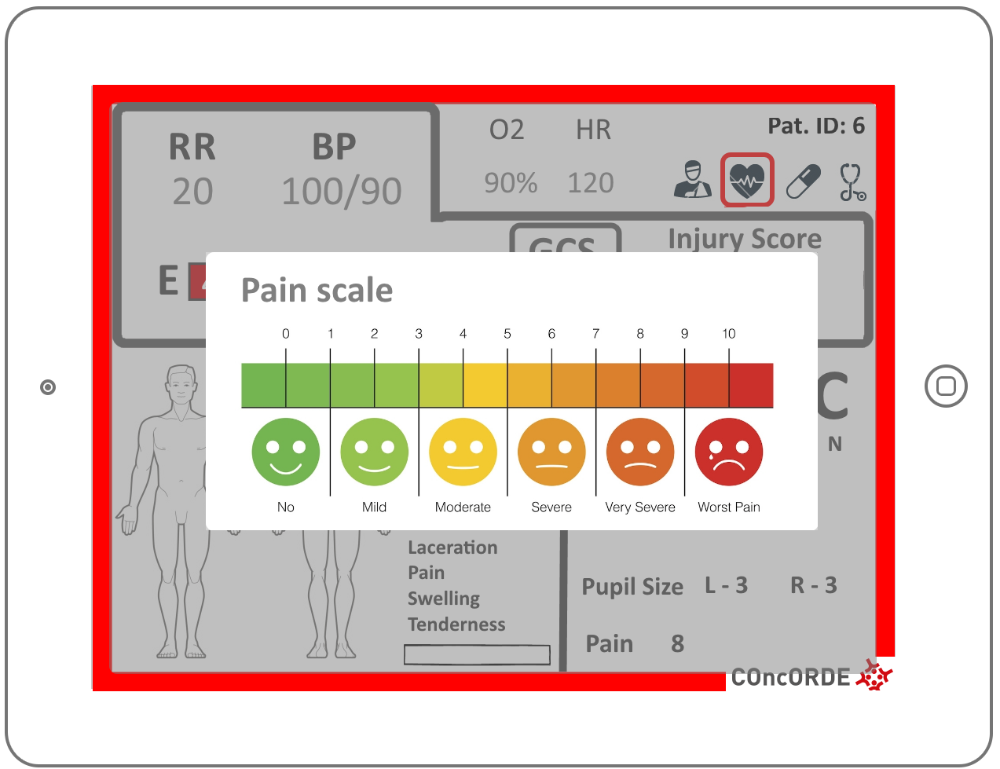 RR BP O2 HR Pat. ID: 6
20 100/90 90% 120
GCS Injury Score
E
Pain scale
0 1 2 3 4 5 6 7 8 9 10
No Mild Moderate Severe Very Severe Worst Pain
C
N
Laceration
Pain
Swelling
Tenderness
Pupil Size L - 3 R - 3
Pain 8
COncORDE